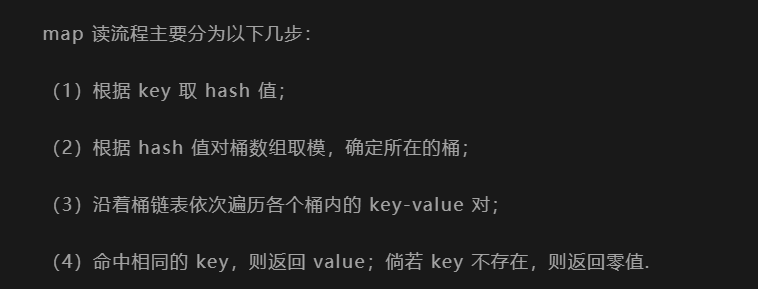 map 读流程主要分为以下几步：
（1）根据 key 取 hash 值；
（2）根据 hash 值对桶数组取模，确定所在的桶；
（3）沿着桶链表依次遍历各个桶内的 key-value 对；
（4）命中相同的 key，则返回 value；倘若 key 不存在，则返回零值.